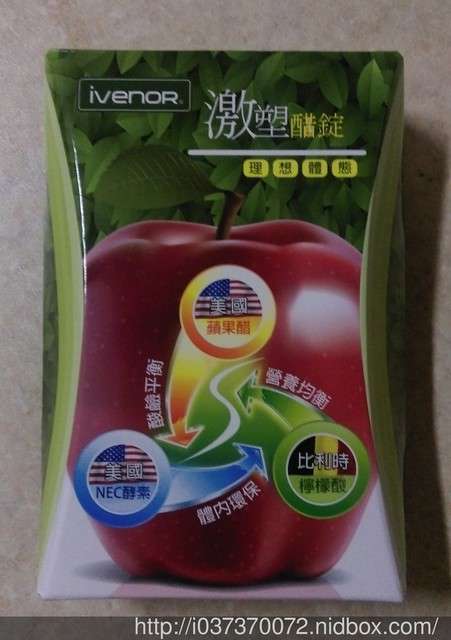 iVENOR®
激塑醋錠
理想體態
美國
蘋果醋
酸鹼平衡
營養均衡
美國
NEC酵素
比利時
檸檬酸
體內環保
http://i037370072.nidbox.com/